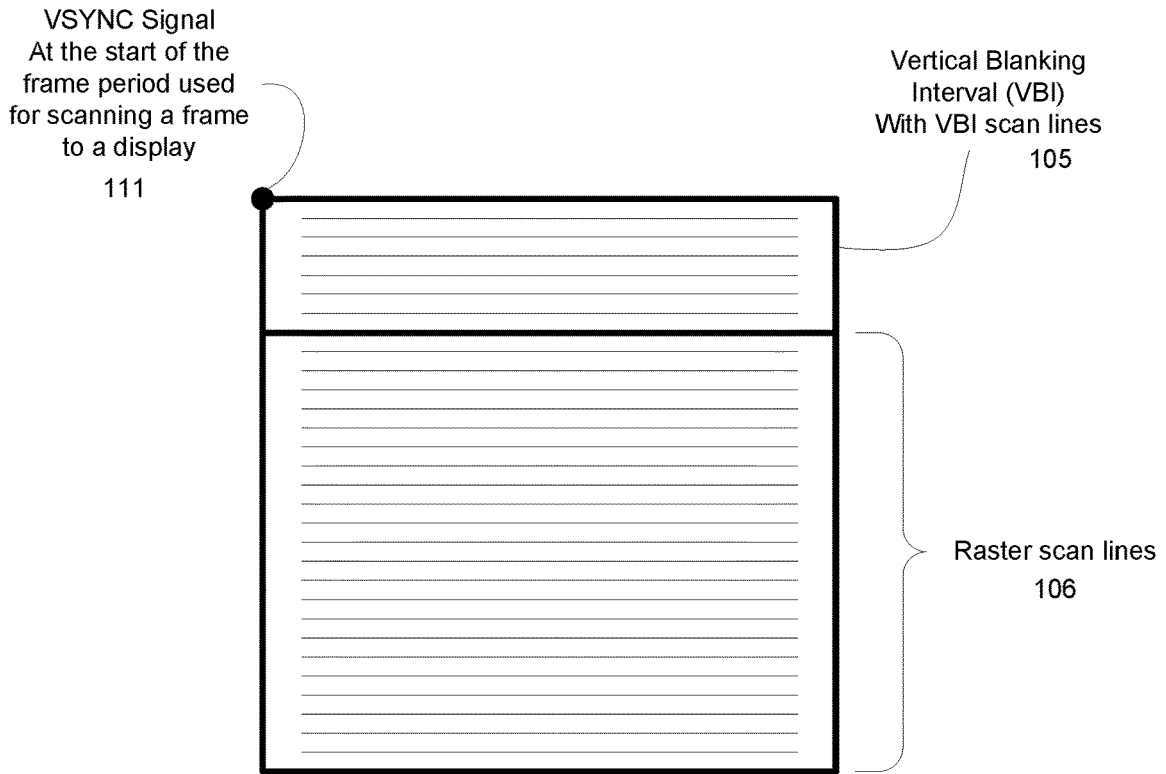 VSYNC Signal
At the start of the
frame period used
for scanning a frame
to a display
111
Vertical Blanking
Interval (VBI)
With VBI scan lines
105
Raster scan lines
106